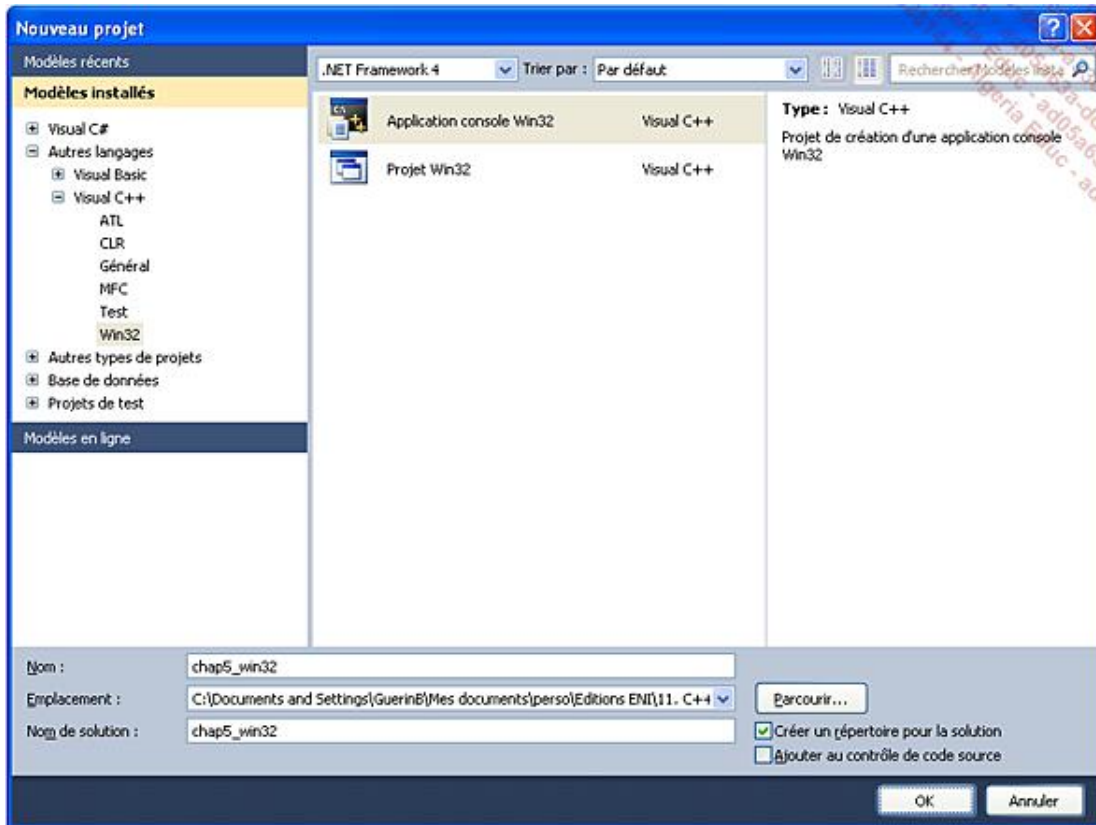 Nouveau projet
Modèles récents
.NET Framework 4
Trier par :
Par défaut
Modèles installés
Visual C#
Autres langages
Visual Basic
Visual C++
ATL
CLR
Général
MFC
Test
Win32
Autres types de projets
Base de données
Projets de test
Modèles en ligne
Application console Win32 Visual C++
Projet Win32 Visual C++
Type : Visual C++
Projet de création d'une application console
Win32
Nom : chap5_win32
Emplacement : C:\Documents and Settings\GuerinB\Mes documents\perso\Editions ENI\11. C++
Parcourir...
Nom de solution : chap5_win32
Créer un répertoire pour la solution
Ajouter au contrôle de code source
OK Annuler